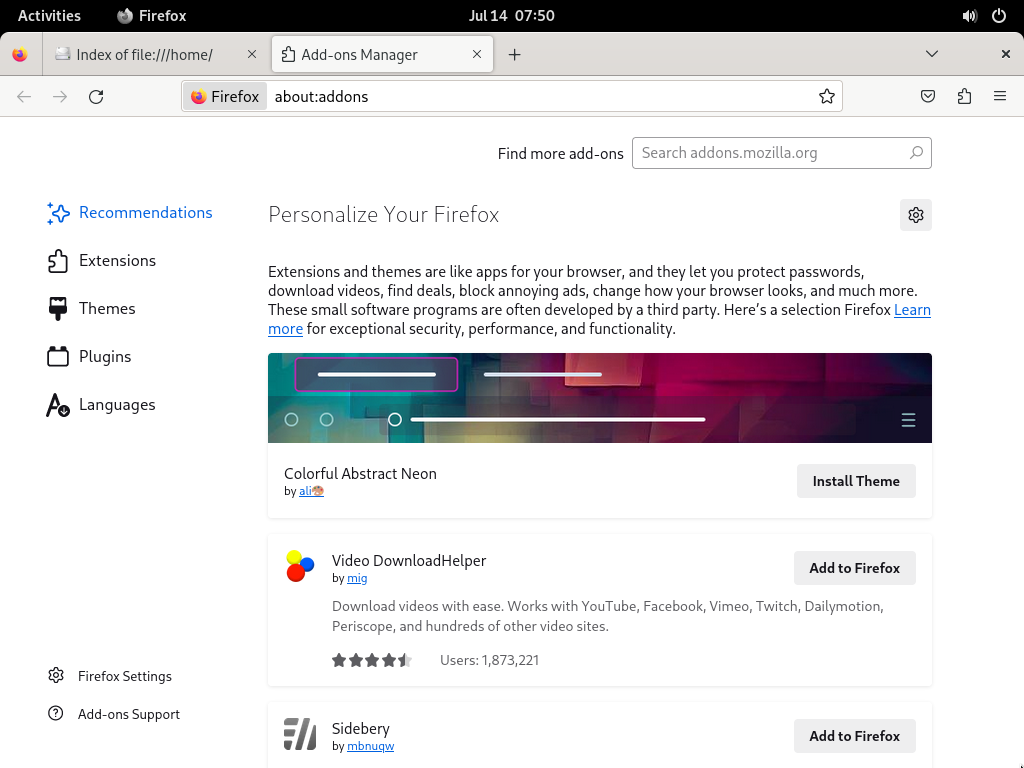 Activities
Firefox
Jul 14 07:50
Index of file:///home/
Add-ons Manager
Firefox
about:addons
Find more add-ons
Search addons.mozilla.org
Recommendations
Extensions
Themes
Plugins
Languages
Firefox Settings
Add-ons Support
Personalize Your Firefox
Extensions and themes are like apps for your browser, and they let you protect passwords,
download videos, find deals, block annoying ads, change how your browser looks, and much more.
These small software programs are often developed by a third party. Here’s a selection Firefox Learn
more for exceptional security, performance, and functionality.
Colorful Abstract Neon
by ali🎨
Install Theme
Video DownloadHelper
by mig
Add to Firefox
Download videos with ease. Works with YouTube, Facebook, Vimeo, Twitch, Dailymotion,
Periscope, and hundreds of other video sites.
Users: 1,873,221
Sidebery
by mbnuqw
Add to Firefox